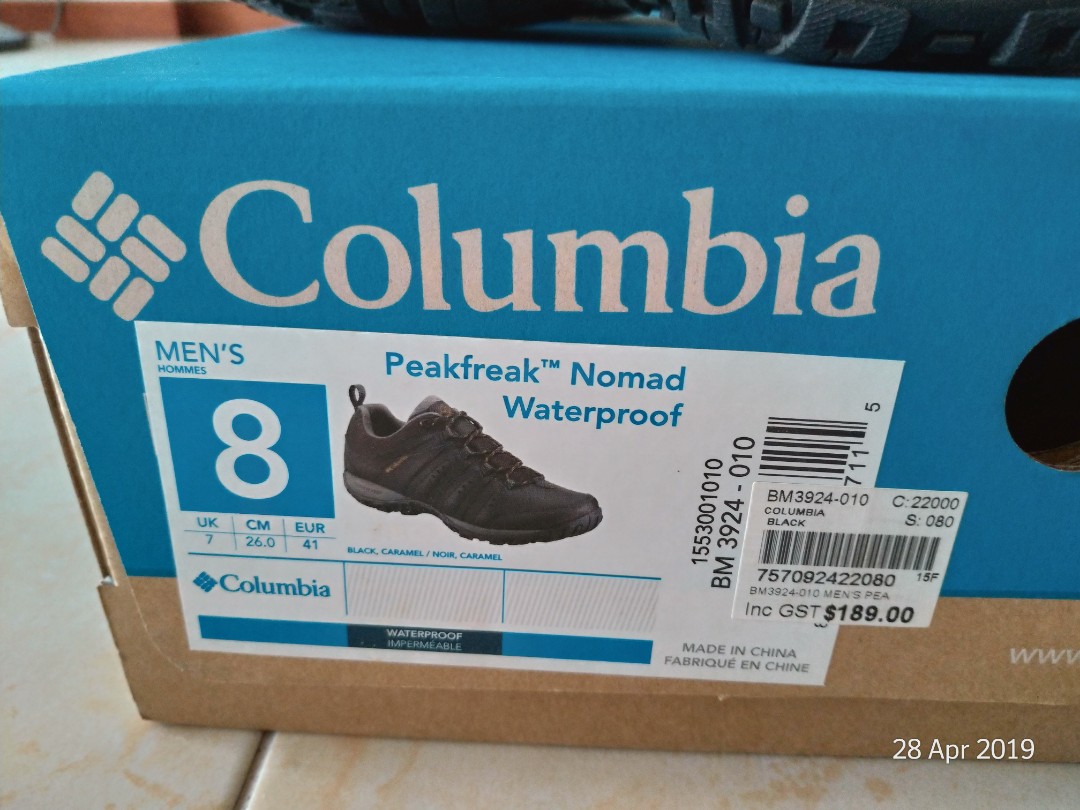 Columbia
MEN'S
HOMMES
8
UK CM EUR
7 26.0 41
Peakfreak™ Nomad
Waterproof
BLACK, CARAMEL / NOIR, CARAMEL
Columbia
WATERPROOF
IMPERMÉABLE
1553001010
BM 3924 - 010
711 5
BM3924-010 C:22000
COLUMBIA S: 080
BLACK
757092422080 15F
BM3924-010 MEN'S PEA
Inc GST $189.00
MADE IN CHINA
FABRIQUÉ EN CHINE
www
28 Apr 2019